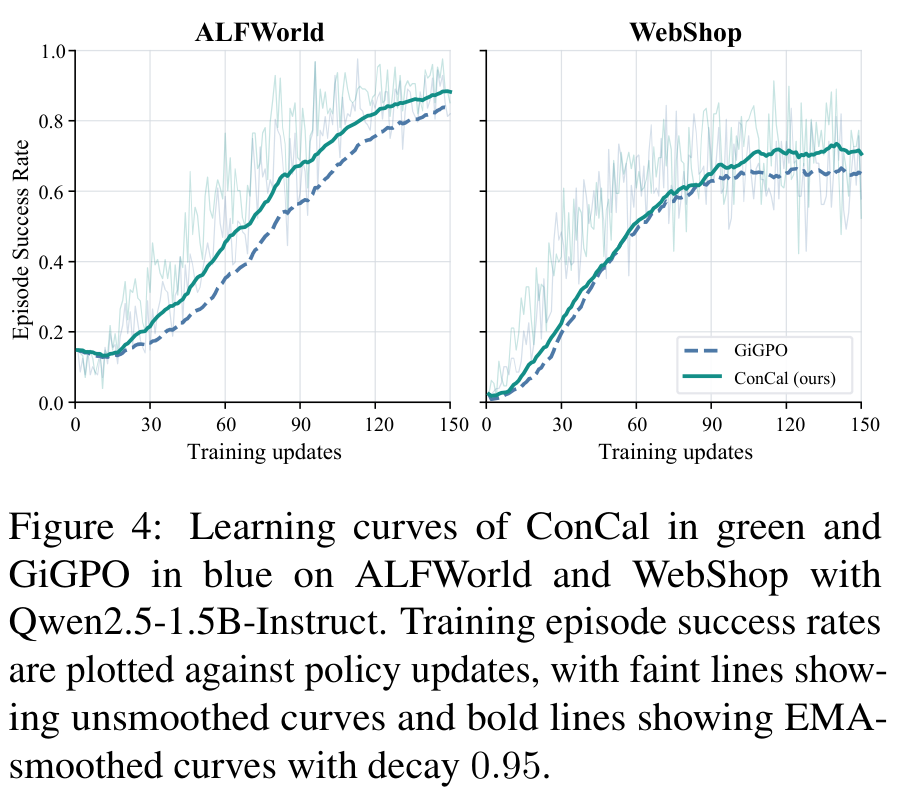 ALFWorld
WebShop
Episode Success Rate
1.0
0.8
0.6
0.4
0.2
0.0
0 30 60 90 120 150
0 30 60 90 120 150
Training updates
Training updates
GiGPO
ConCal (ours)
Figure 4: Learning curves of ConCal in green and
GiGPO in blue on ALFWorld and WebShop with
Qwen2.5-1.5B-Instruct. Training episode success rates
are plotted against policy updates, with faint lines show-
ing unsmoothed curves and bold lines showing EMA-
smoothed curves with decay 0.95.